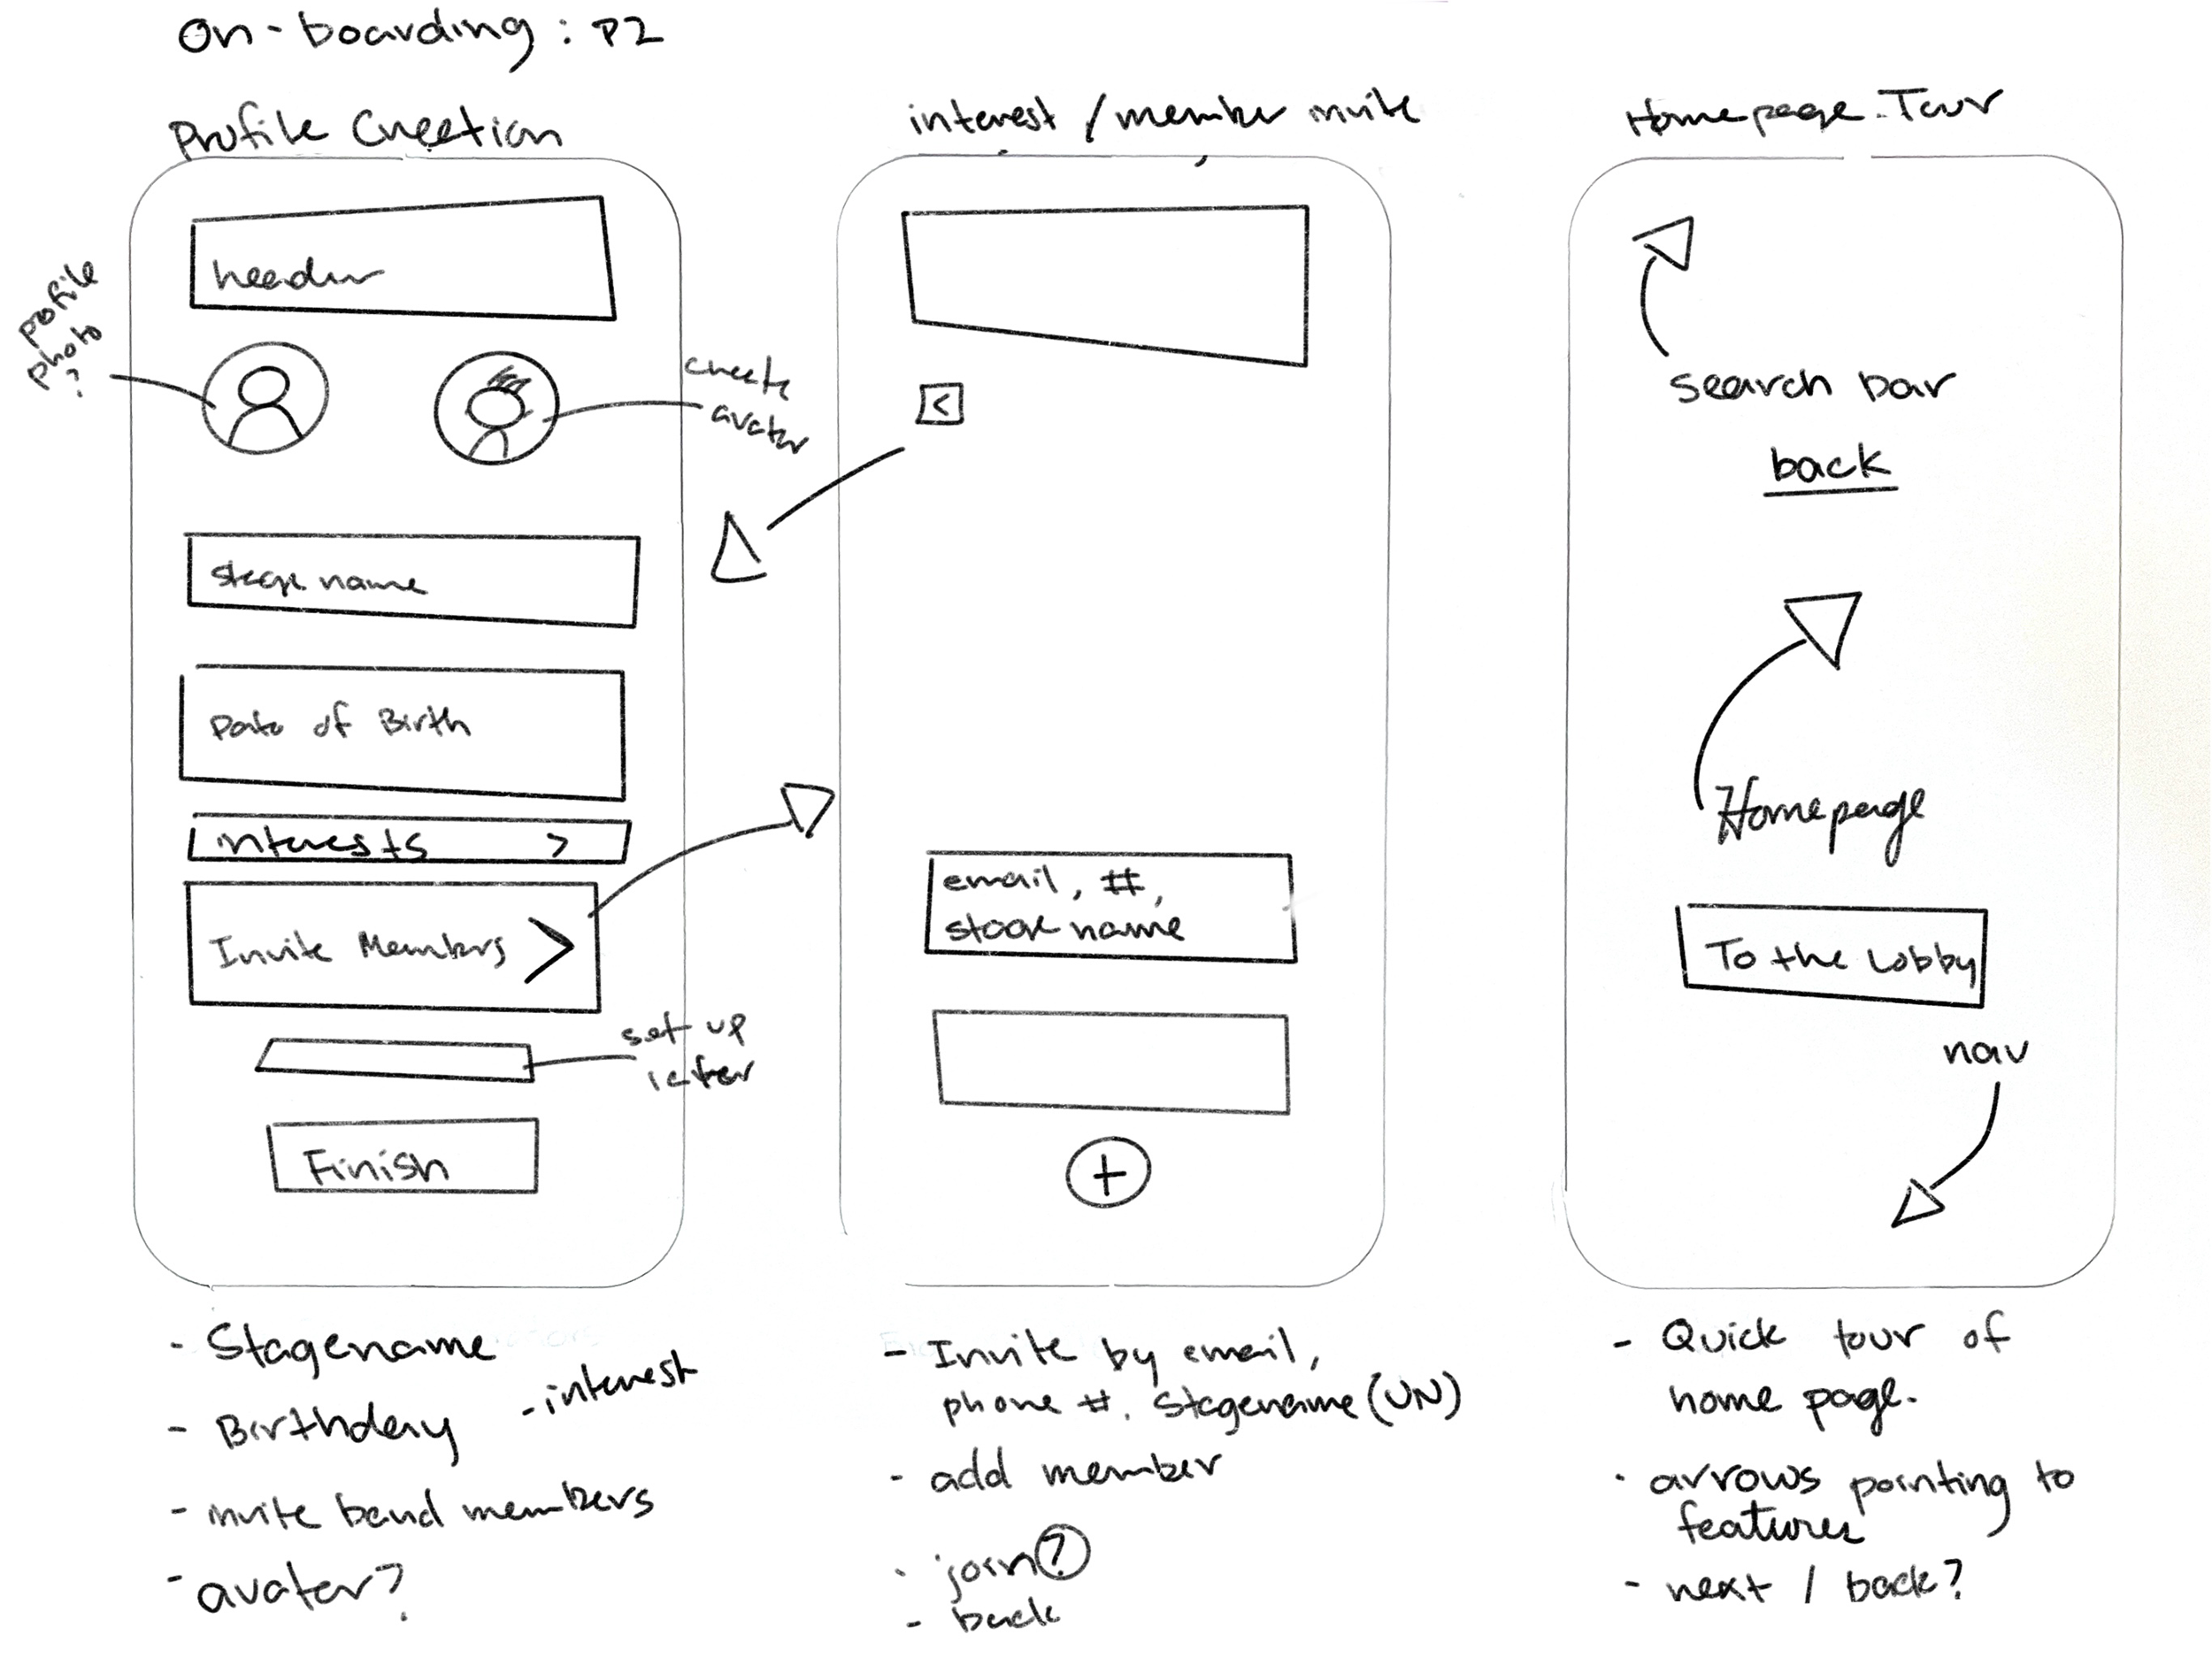 On-boarding: P2
Profile Creation
header
profile
photo
?
create
avatar
stage name
Date of Birth
interests >
Invite Members >
set up
later
Finish
- Stagename
- Birthday
- interest
- invite band members
- avatar?
interest / member invite
<
email, #,
stage name
+
- Invite by email,
phone #, Stagename (UN)
- add member
- join?
- back
Homepage Tour
search bar
back
Homepage
To the Lobby
nav
- Quick tour of
home page.
- arrows pointing to
features
- next / back?